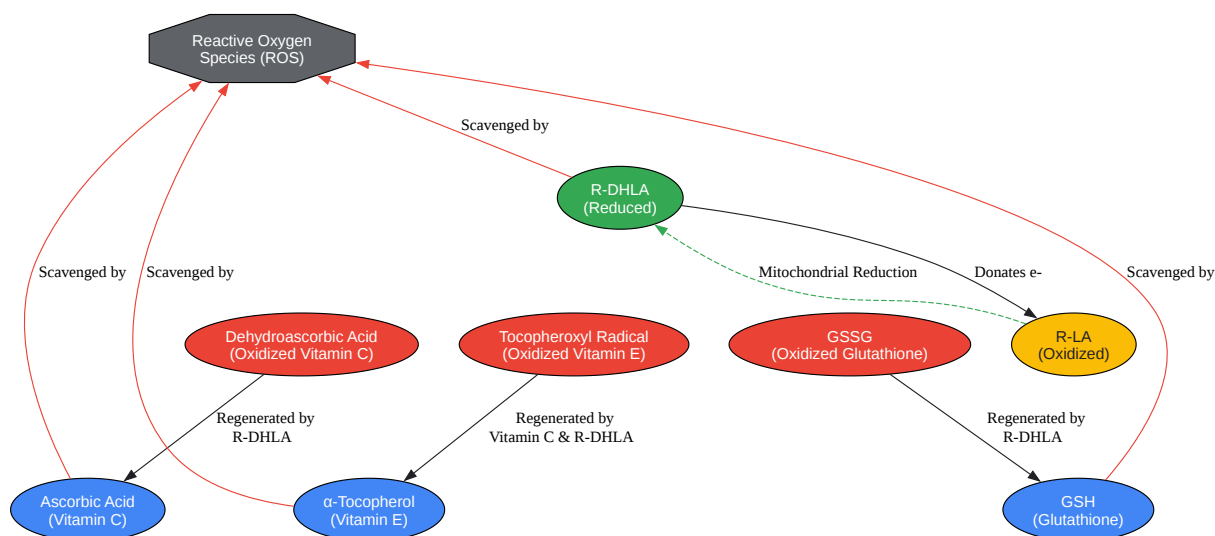 Reactive Oxygen
Species (ROS)
Scavenged by
R-DHLA
(Reduced)
Scavenged by
Scavenged by
Mitochondrial Reduction
Donates e-
Scavenged by
Dehydroascorbic Acid
(Oxidized Vitamin C)
Tocopheroxyl Radical
(Oxidized Vitamin E)
GSSG
(Oxidized Glutathione)
R-LA
(Oxidized)
Regenerated by
R-DHLA
Regenerated by
Vitamin C & R-DHLA
Regenerated by
R-DHLA
Ascorbic Acid
(Vitamin C)
α-Tocopherol
(Vitamin E)
GSH
(Glutathione)